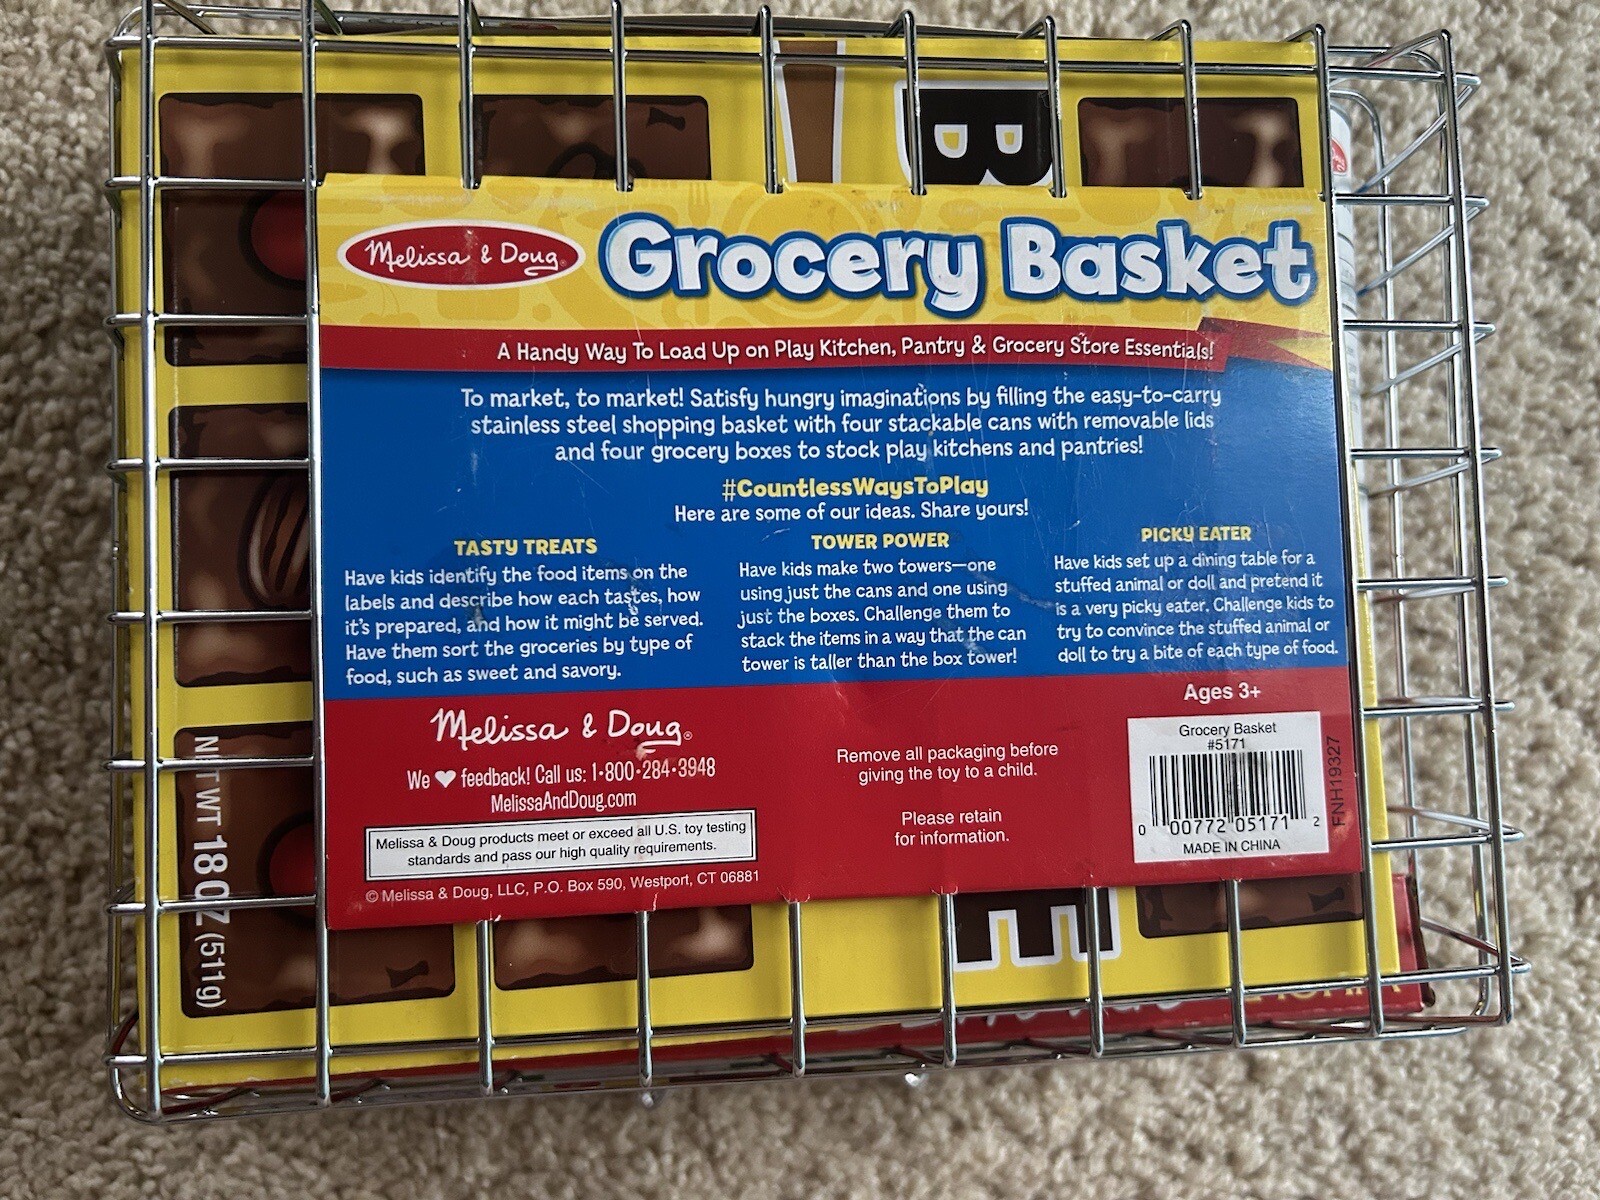 B
Melissa & Doug®
Grocery Basket
A Handy Way To Load Up on Play Kitchen, Pantry & Grocery Store Essentials!
To market, to market! Satisfy hungry imaginations by filling the easy-to-carry
stainless steel shopping basket with four stackable cans with removable lids
and four grocery boxes to stock play kitchens and pantries!
#CountlessWaysToPlay
Here are some of our ideas. Share yours!
TASTY TREATS
Have kids identify the food items on the
labels and describe how each tastes, how
it's prepared, and how it might be served.
Have them sort the groceries by type of
food, such as sweet and savory.
TOWER POWER
Have kids make two towers—one
using just the cans and one using
just the boxes. Challenge them to
stack the items in a way that the can
tower is taller than the box tower!
PICKY EATER
Have kids set up a dining table for a
stuffed animal or doll and pretend it
is a very picky eater. Challenge kids to
try to convince the stuffed animal or
doll to try a bite of each type of food.
Melissa & Doug®
We ♥ feedback! Call us: 1•800•284•3948
MelissaAndDoug.com
Melissa & Doug products meet or exceed all U.S. toy testing
standards and pass our high quality requirements.
© Melissa & Doug, LLC, P.O. Box 590, Westport, CT 06881
Remove all packaging before
giving the toy to a child.
Please retain
for information.
Ages 3+
Grocery Basket
#5171
0 00772 05171 2
MADE IN CHINA
FNH19327
NET WT 18 OZ (511g)
E